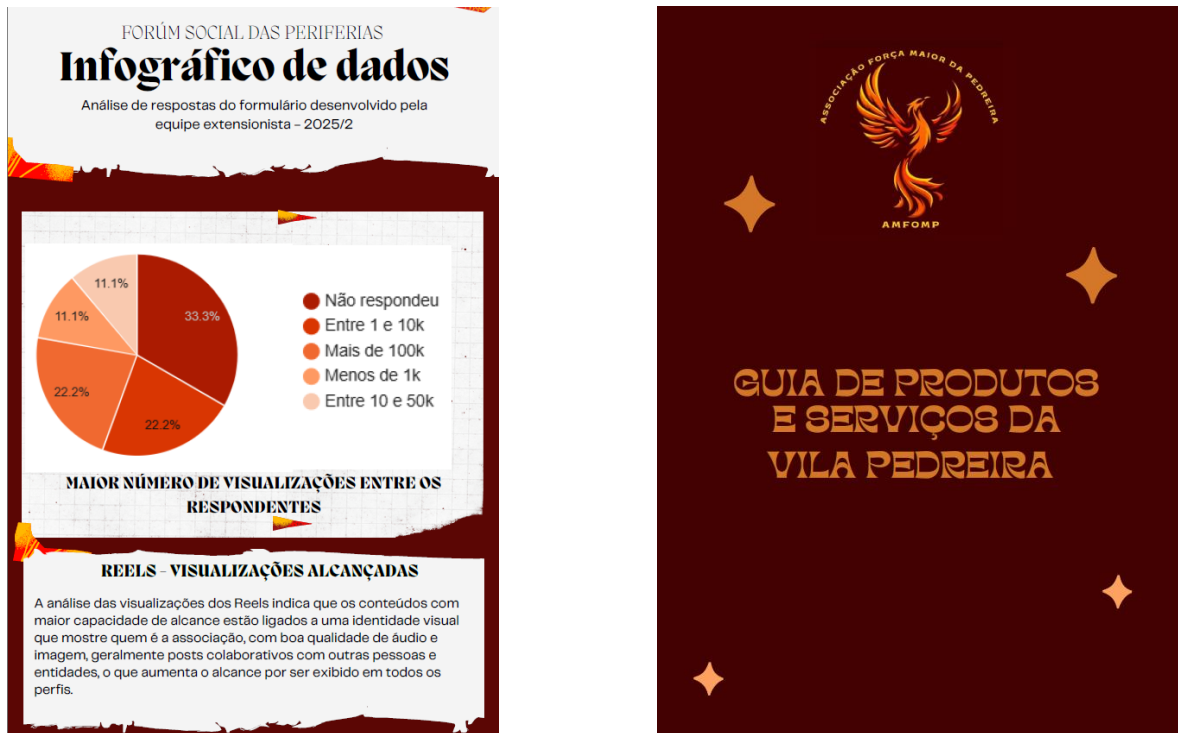 FORÚM SOCIAL DAS PERIFERIAS
Infográfico de dados
Análise de respostas do formulário desenvolvido pela
equipe extensionista - 2025/2
11.1%
11.1%
33.3%
22.2%
22.2%
Não respondeu
Entre 1 e 10k
Mais de 100k
Menos de 1k
Entre 10 e 50k
MAIOR NÚMERO DE VISUALIZAÇÕES ENTRE OS
RESPONDENTES
REELS - VISUALIZAÇÕES ALCANÇADAS
A análise das visualizações dos Reels indica que os conteúdos com
maior capacidade de alcance estão ligados a uma identidade visual
que mostre quem é a associação, com boa qualidade de áudio e
imagem, geralmente posts colaborativos com outras pessoas e
entidades, o que aumenta o alcance por ser exibido em todos os
perfis.
ASSOCIAÇÃO FORÇA MAIOR DA PEDREIRA
AMFOMP
GUIA DE PRODUTOS
E SERVIÇOS DA
VILA PEDREIRA